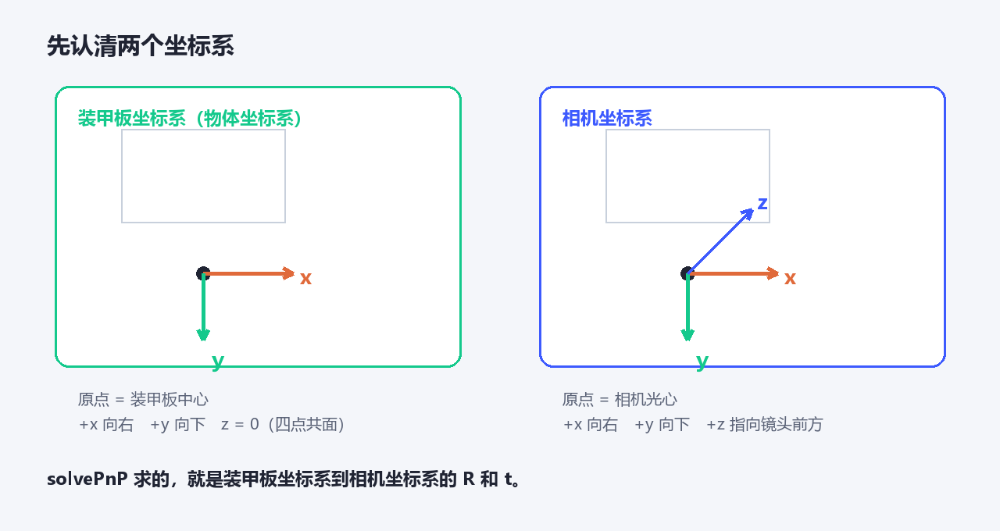 先认清两个坐标系
装甲板坐标系（物体坐标系）
x
y
原点 = 装甲板中心
+x 向右 +y 向下 z = 0（四点共面）
相机坐标系
z
x
y
原点 = 相机光心
+x 向右 +y 向下 +z 指向镜头前方
solvePnP 求的，就是装甲板坐标系到相机坐标系的 R 和 t。